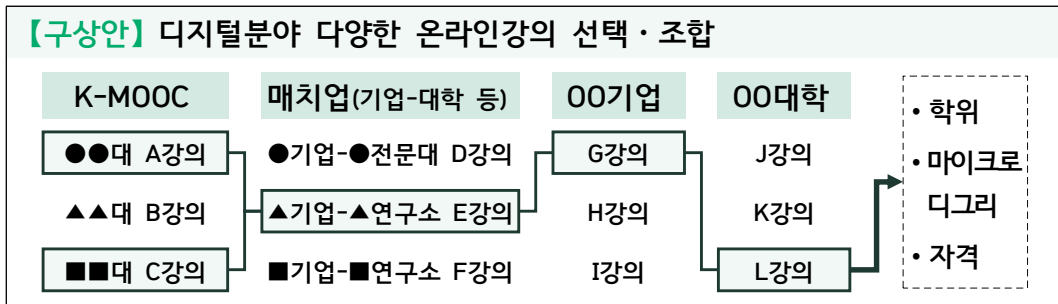 【구상안】 디지털분야 다양한 온라인강의 선택·조합
K-MOOC 매치업(기업-대학 등) OO기업 OO대학
●●대 A강의 ●기업-●전문대 D강의 G강의 J강의
▲▲대 B강의 ▲기업-▲연구소 E강의 H강의 K강의
■■대 C강의 ■기업-■연구소 F강의 I강의 L강의
• 학위
• 마이크로
디그리
• 자격